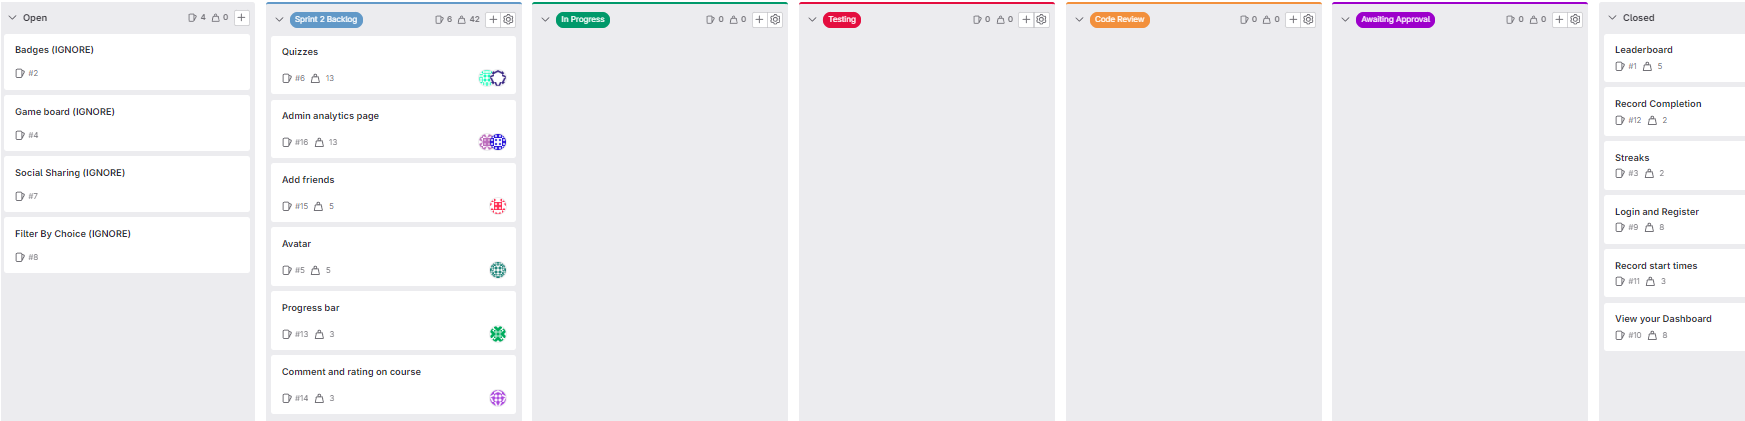 Open 4 0
Badges (IGNORE)
#2
Game board (IGNORE)
#4
Social Sharing (IGNORE)
#7
Filter By Choice (IGNORE)
#8
Sprint 2 Backlog 6 42
Quizzes
#6 13
Admin analytics page
#16 13
Add friends
#15 5
Avatar
#5 5
Progress bar
#13 3
Comment and rating on course
#14 3
In Progress 0 0
Testing 0 0
Code Review 0 0
Awaiting Approval 0 0
Closed
Leaderboard
#1 5
Record Completion
#12 2
Streaks
#3 2
Login and Register
#9 8
Record start times
#11 3
View your Dashboard
#10 8